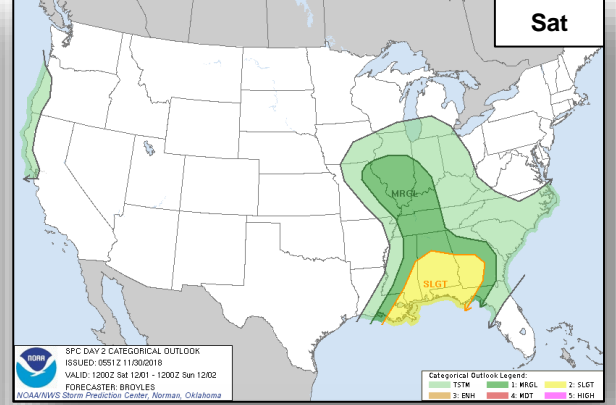 Sat
MRGL
SLGT
NOAA
SPC DAY 2 CATEGORICAL OUTLOOK
ISSUED: 0551Z 11/30/2018
VALID: 1200Z Sat 12/01 - 1200Z Sun 12/02
FORECASTER: BROYLES
NOAA/NWS Storm Prediction Center, Norman, Oklahoma
Categorical Outlook Legend:
TSTM 1: MRGL 2: SLGT
3: ENH 4: MDT 5: HIGH